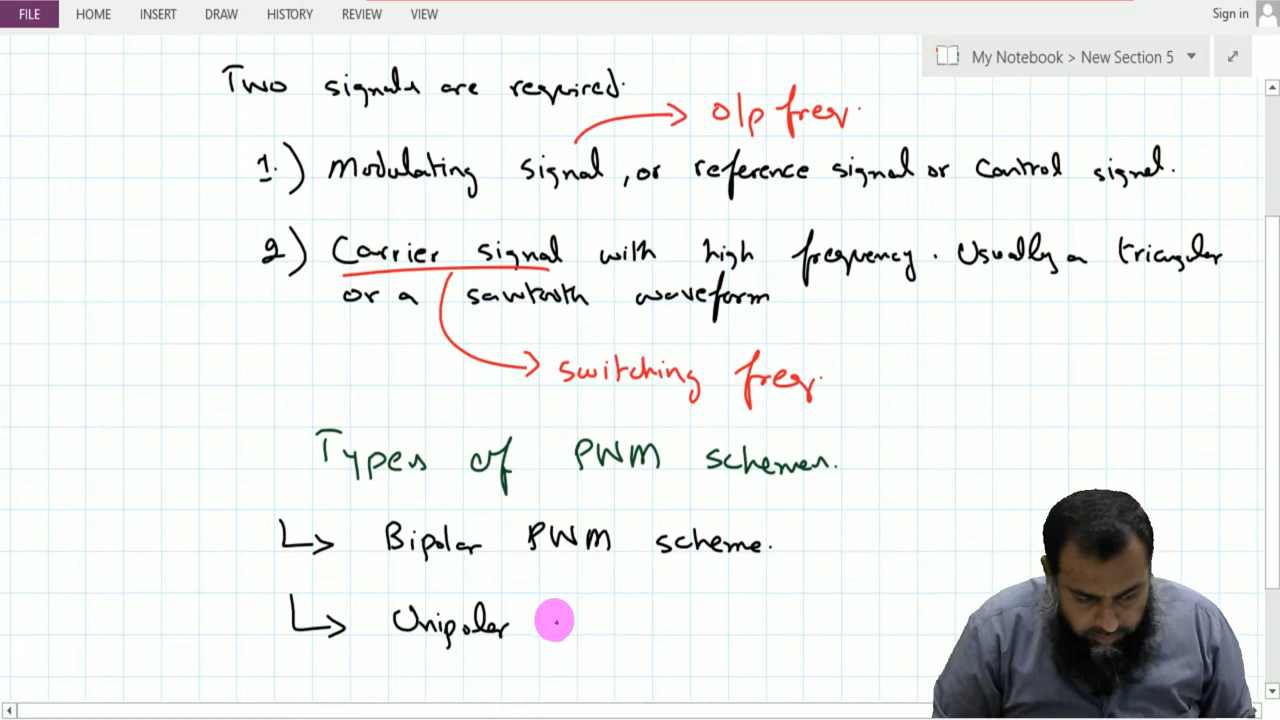 FILE HOME INSERT DRAW HISTORY REVIEW VIEW Sign in
My Notebook > New Section 5
Two signals are required.
o/p freq.
1.) Modulating signal, or reference signal or control signal.
2) Carrier signal with high frequency. Usually a triangular
or a sawtooth waveform
switching freq.
Types of PWM schemes.
Bipolar PWM scheme.
Unipolar